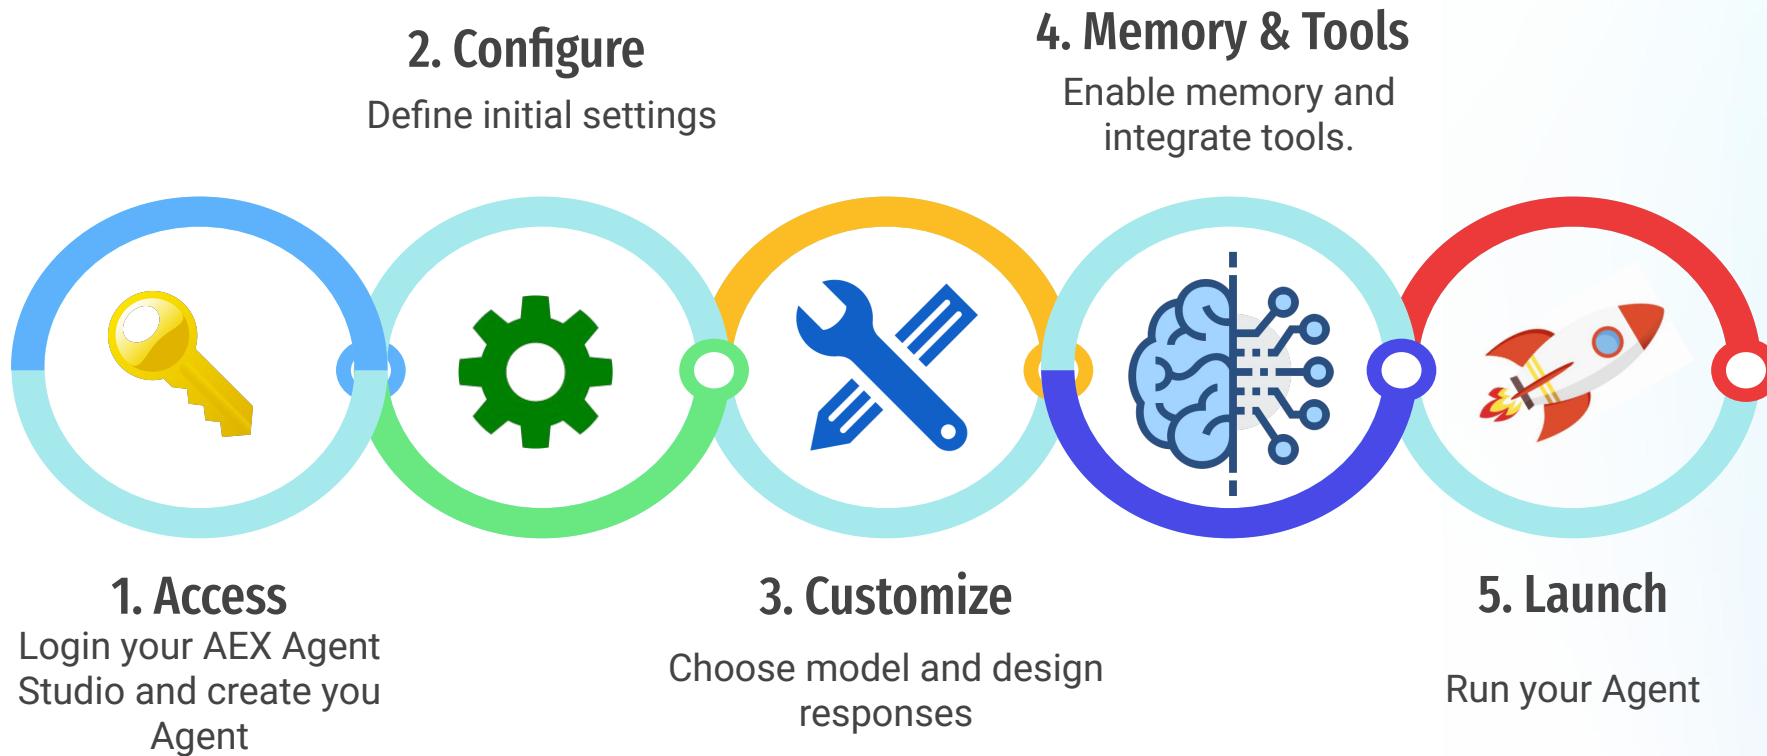 1. Access
Login your AEX Agent
Studio and create you
Agent
2. Configure
Define initial settings
3. Customize
Choose model and design
responses
4. Memory & Tools
Enable memory and
integrate tools.
5. Launch
Run your Agent